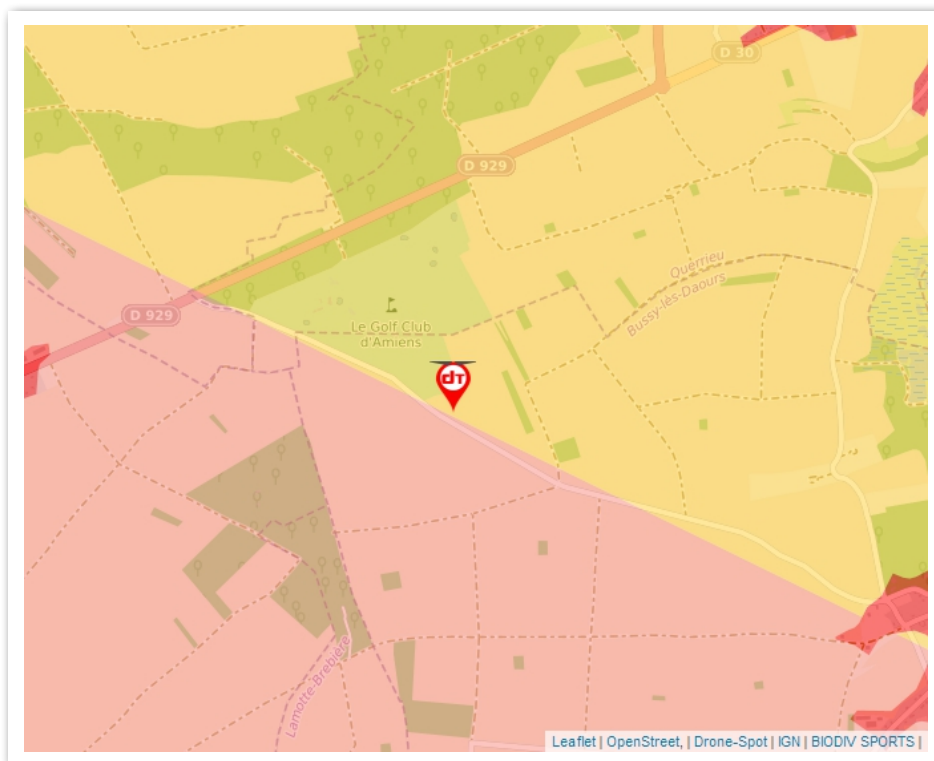 D 30
D 929
Querrieu
Bussy-lès-Daours
D 929
Le Golf Club
d'Amiens
dT
Lamotte-Brebière
Leaflet | OpenStreet, | Drone-Spot | IGN | BIODIV SPORTS |